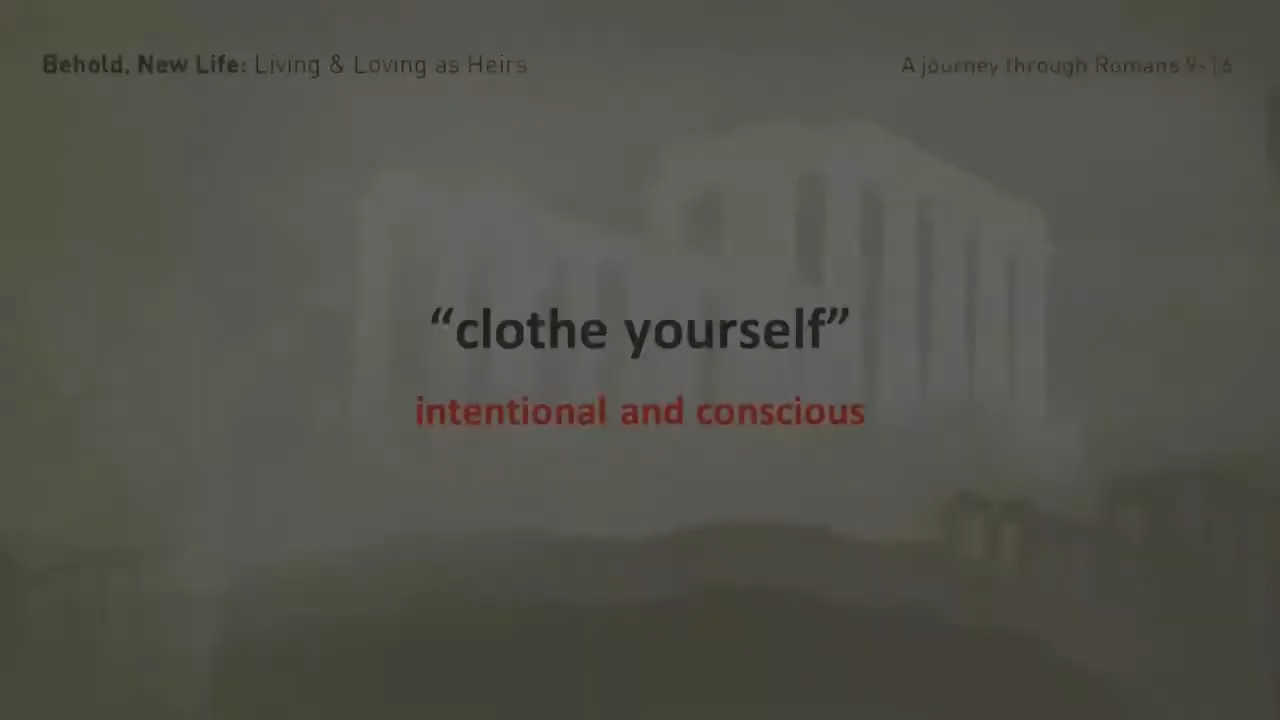 Behold, New Life: Living & Loving as Heirs
A journey through Romans 9-16
“clothe yourself”
intentional and conscious